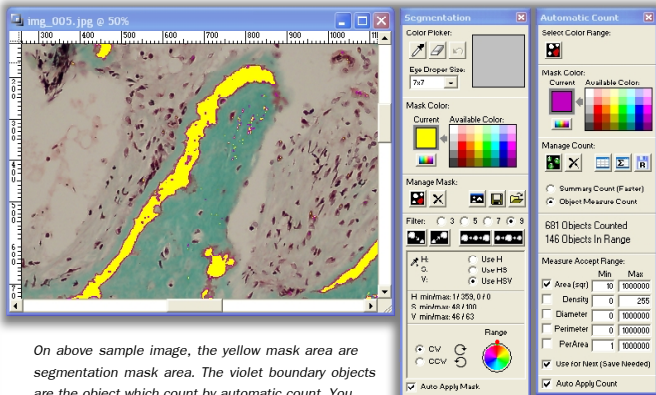 img_005.jpg @ 50%
300 400 500 600 700 800 900 1000 11
On above sample image, the yellow mask area are
segmentation mask area. The violet boundary objects
are the object which count by automatic count. You
Segmentation
Color Picker:
Eye Droper Size:
7x7
Mask Color:
Current Available Color:
Manage Mask:
Filter: 3 5 7 9
H: Use H
S: Use HS
V: Use HSV
H min/max: 1 / 359, 0 / 0
S min/max: 48 / 100
V min/max: 46 / 63
Range
CW
CCW
Auto Apply Mask
Automatic Count
Select Color Range:
Mask Color:
Current Available Color:
Manage Count:
Summary Count (Faster)
Object Measure Count
681 Objects Counted
146 Objects In Range
Measure Accept Range:
Min Max
Area (sqr) 10 1000000
Density 0 255
Diameter 0 1000000
Perimeter 0 1000000
PerArea 1 1000000
Use for Next (Save Needed)
Auto Apply Count